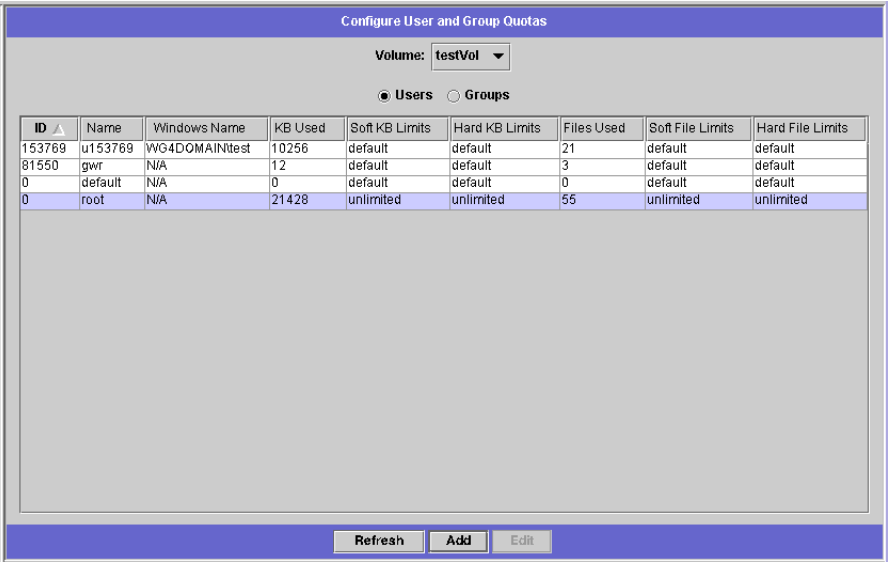 Configure User and Group Quotas
Volume: testVol
Users Groups
ID Name Windows Name KB Used Soft KB Limits Hard KB Limits Files Used Soft File Limits Hard File Limits
153769 u153769 WG4DOMAIN\test 10256 default default 21 default default
81550 gwr N/A 12 default default 3 default default
0 default N/A 0 default default 0 default default
0 root N/A 21428 unlimited unlimited 55 unlimited unlimited
Refresh Add Edit